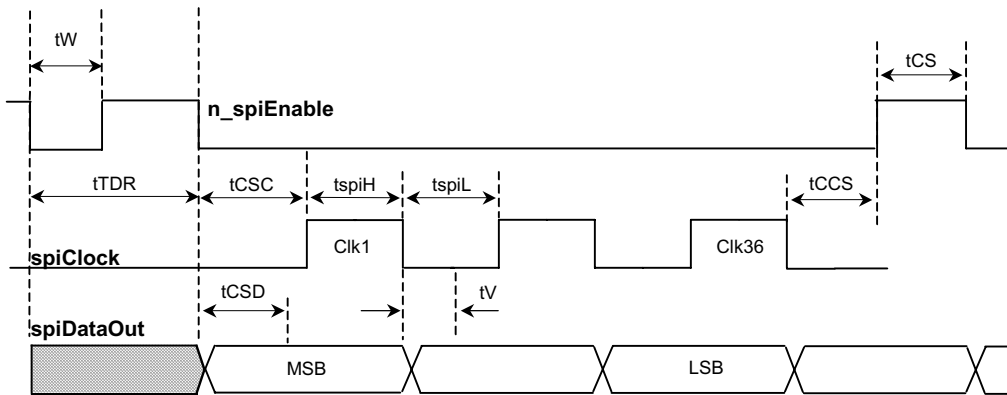 tW
tCS
n_spiEnable
tTDR
tCSC
tspiH
tspiL
tCCS
Clk1
Clk36
spiClock
tCSD
tV
spiDataOut
MSB
LSB